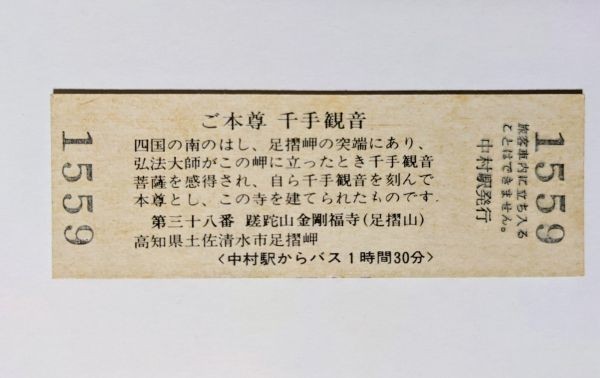 1559
ご本尊 千手観音
四国の南のはし、足摺岬の突端にあり、
弘法大師がこの岬に立ったとき千手観音
菩薩を感得され、自ら千手観音を刻んで
本尊とし、この寺を建てられたものです.
第三十八番 蹉跎山金剛福寺(足摺山)
高知県土佐清水市足摺岬
<中村駅からバス1時間30分>
旅客車内に立ち入る
ことはできません。
中村駅発行
1559